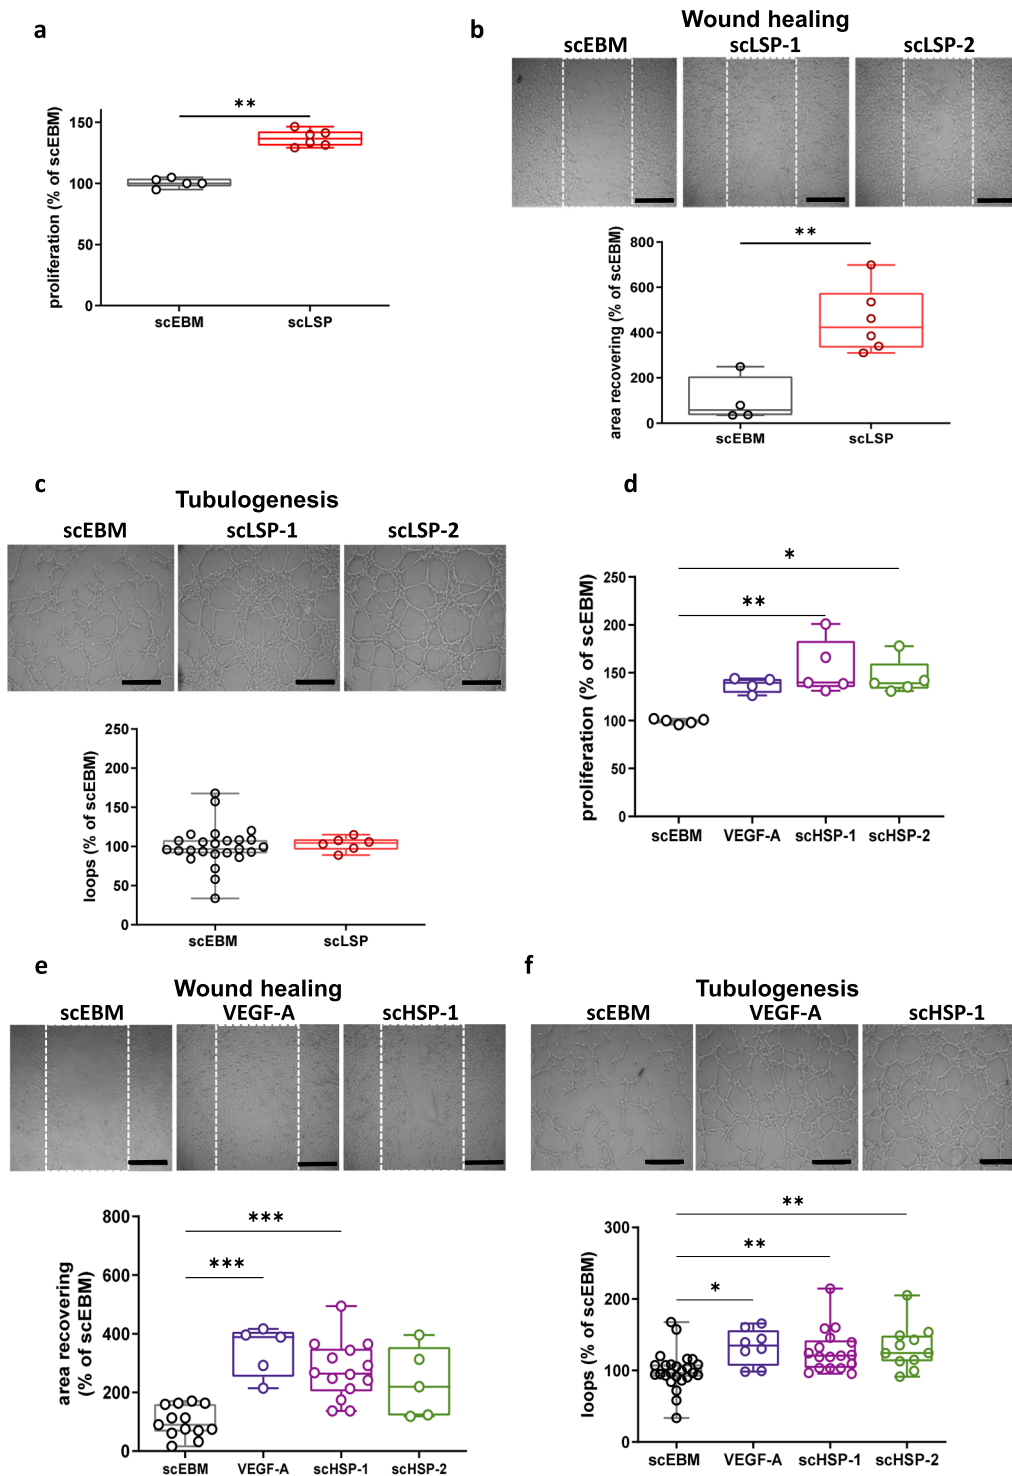 a
proliferation (% of scEBM)
150
100
50
0
**
scEBM scLSP
b
Wound healing
scEBM scLSP-1 scLSP-2
area recovering (% of scEBM)
800
600
400
200
0
**
scEBM scLSP
c
Tubulogenesis
scEBM scLSP-1 scLSP-2
loops (% of scEBM)
250
200
150
100
50
0
scEBM scLSP
d
proliferation (% of scEBM)
250
200
150
100
50
0
*
**
scEBM VEGF-A scHSP-1 scHSP-2
e
Wound healing
scEBM VEGF-A scHSP-1
area recovering
(% of scEBM)
800
600
400
200
0
***
***
scEBM VEGF-A scHSP-1 scHSP-2
f
Tubulogenesis
scEBM VEGF-A scHSP-1
loops (% of scEBM)
300
200
100
0
**
**
*
scEBM VEGF-A scHSP-1 scHSP-2